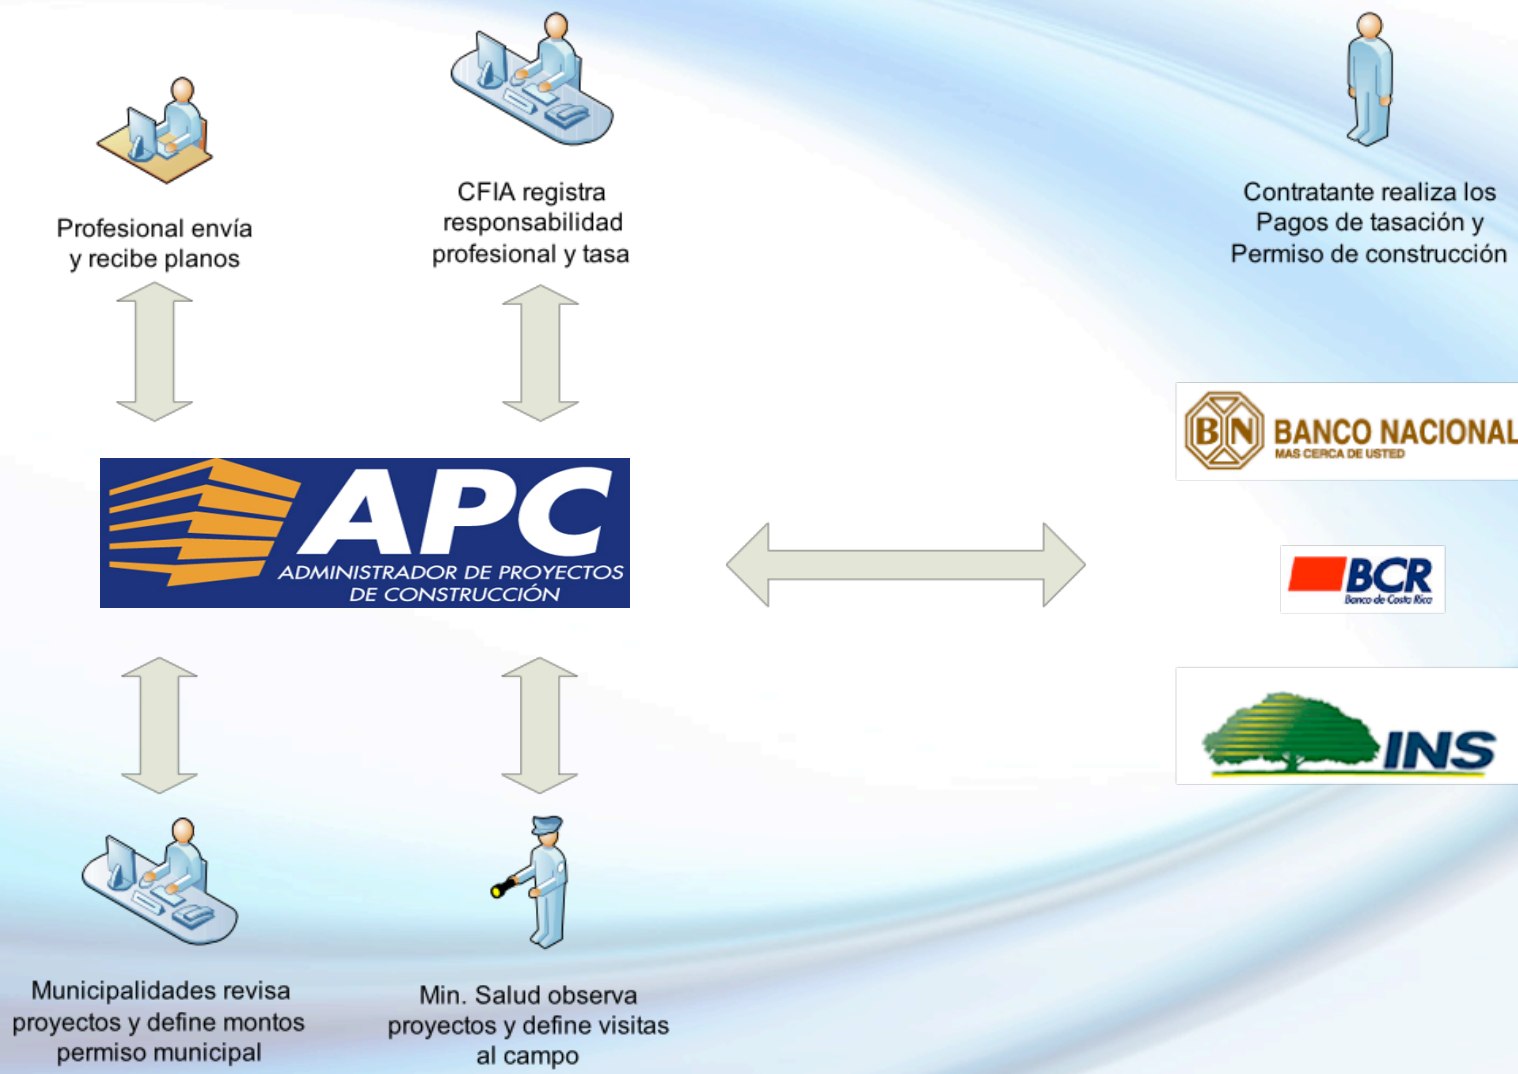 Profesional envía
y recibe planos
CFIA registra
responsabilidad
profesional y tasa
Contratante realiza los
Pagos de tasación y
Permiso de construcción
APC
ADMINISTRADOR DE PROYECTOS
DE CONSTRUCCIÓN
BN BANCO NACIONAL
MAS CERCA DE USTED
BCR
Banco de Costa Rica
INS
Municipalidades revisa
proyectos y define montos
permiso municipal
Min. Salud observa
proyectos y define visitas
al campo